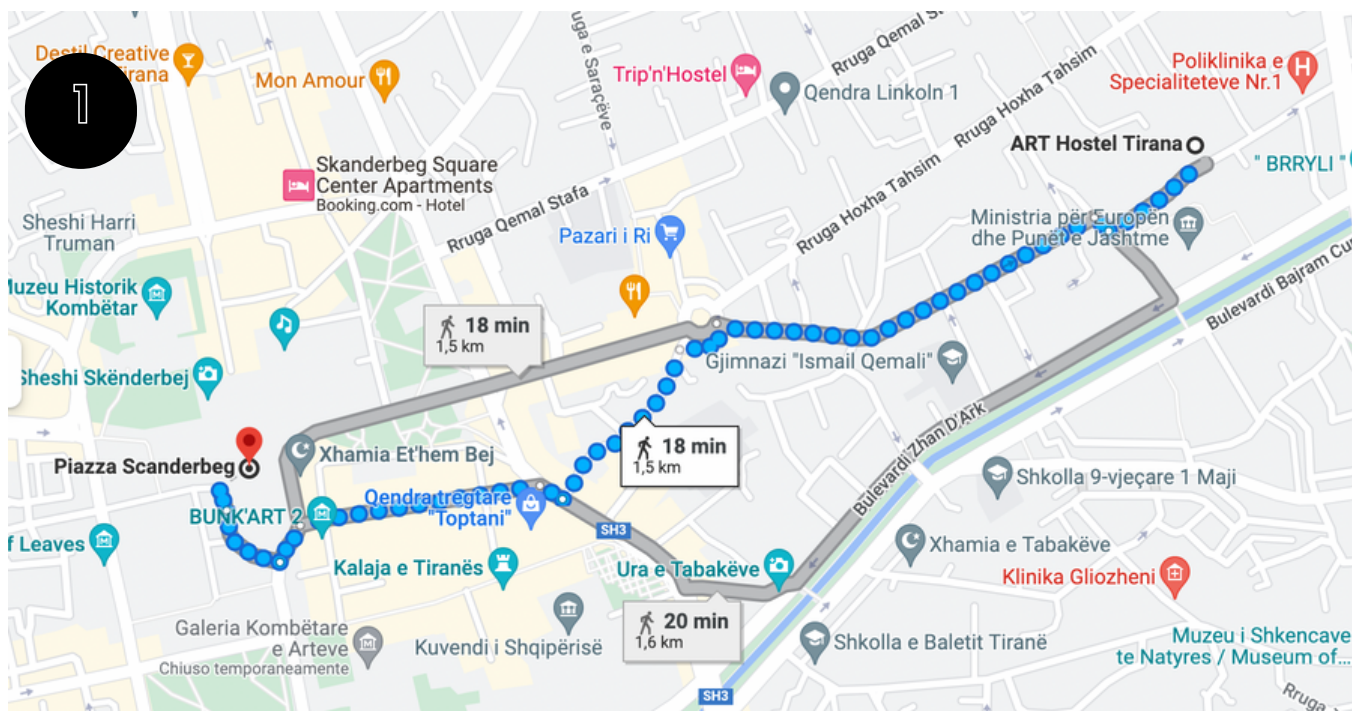 Destil Creative
irana
1
Mon Amour
uga e Saraçëve
Trip'n'Hostel
Rruga Qemal S
Qendra Linkoln 1
Rruga Hoxha Tahsim
Poliklinika e
Specialiteteve Nr.1
ART Hostel Tirana
" BRRYLI "
Skanderbeg Square
Center Apartments
Booking.com - Hotel
Rruga Qemal Stafa
Rruga Hoxha Tahsim
Sheshi Harri
Truman
Pazari i Ri
Ministria për Europën
dhe Punët e Jashtme
Muzeu Historik
Kombëtar
Bulevardi Bajram Cur
18 min
1,5 km
Gjimnazi "Ismail Qemali"
Sheshi Skënderbej
Bulevardi Zhan D'Ark
18 min
1,5 km
Xhamia Et'hem Bej
Piazza Scanderbeg
Shkolla 9-vjeçare 1 Maji
Qendra tregtare
"Toptani"
BUNK'ART 2
SH3
f Leaves
Xhamia e Tabakëve
Kalaja e Tiranës
Ura e Tabakëve
Klinika Gliozheni
20 min
1,6 km
Galeria Kombëtare
e Arteve
Chiuso temporaneamente
Kuvendi i Shqipërisë
Shkolla e Baletit Tiranë
Muzeu i Shkencave
te Natyres / Museum of...
SH3
Rruga